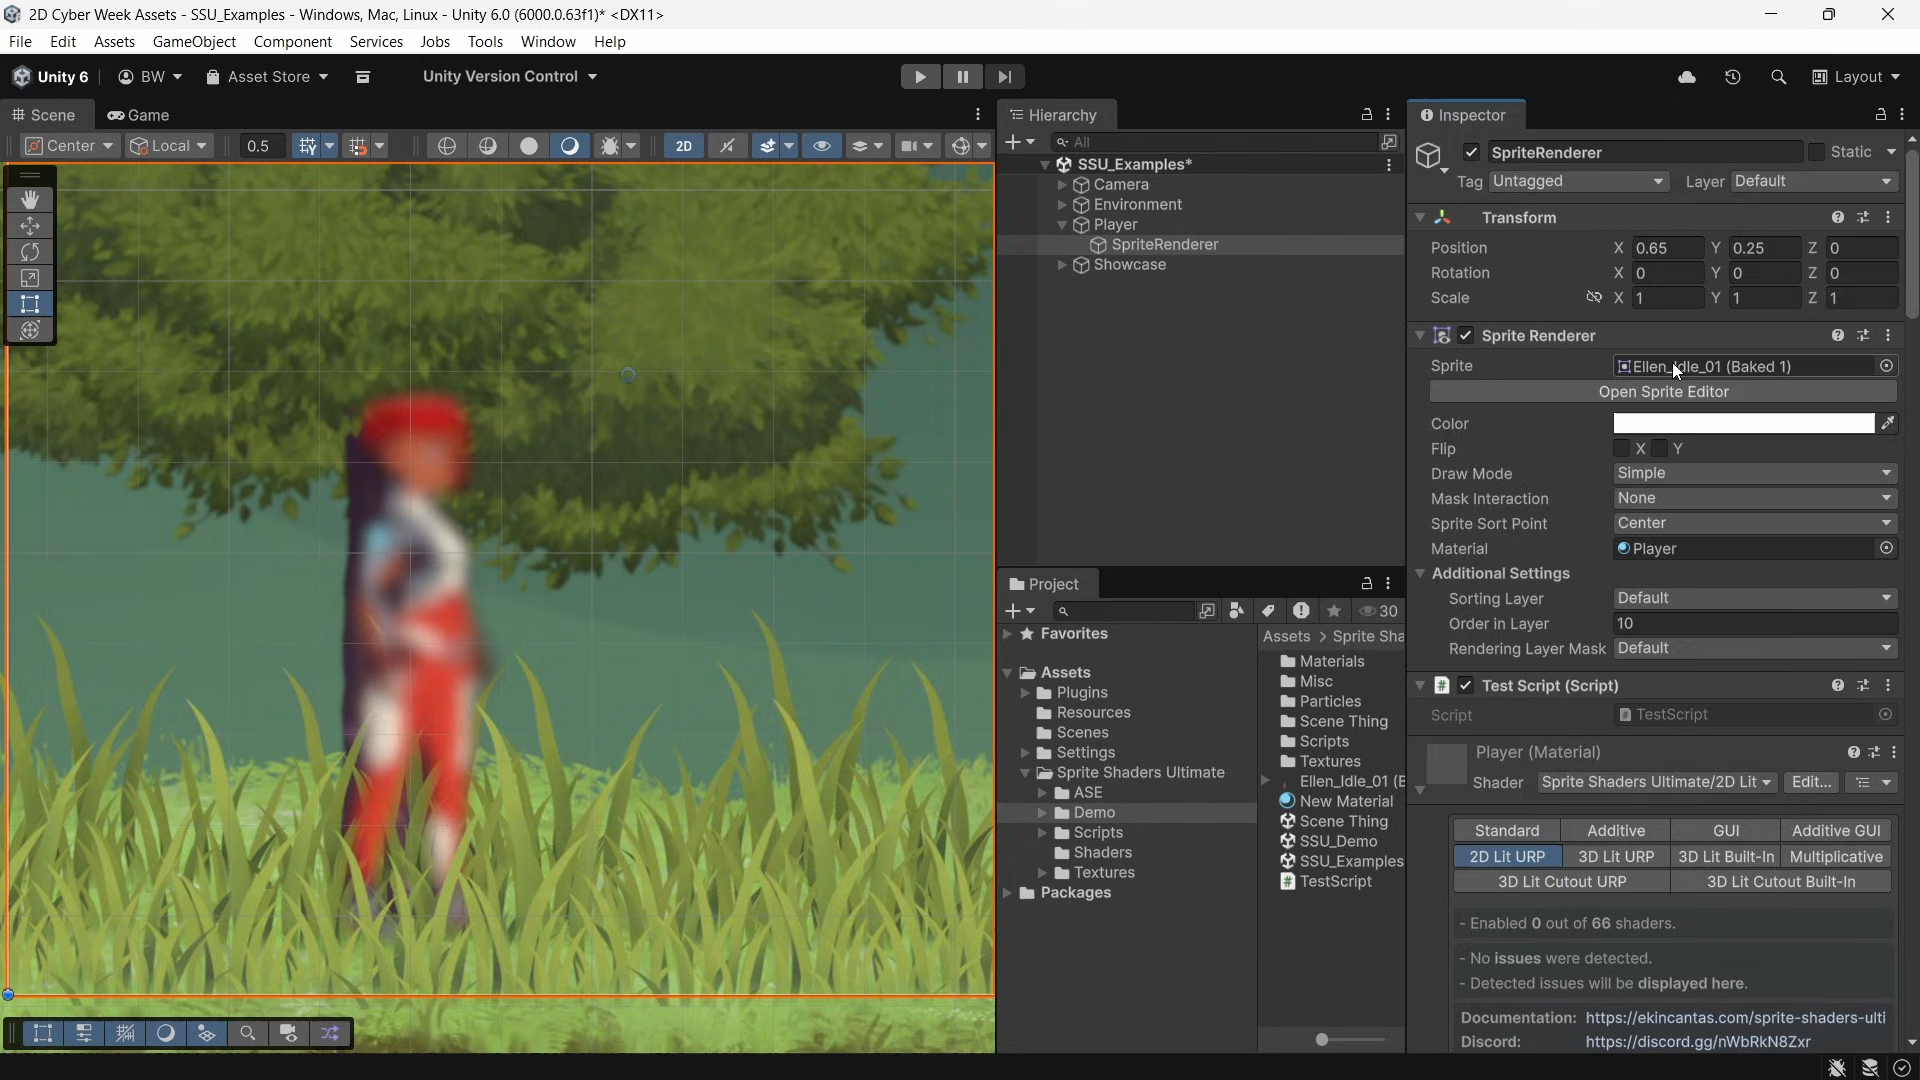 2D Cyber Week Assets - SSU_Examples - Windows, Mac, Linux - Unity 6.0 (6000.0.63f1)* <DX11>
File Edit Assets GameObject Component Services Jobs Tools Window Help
Unity 6 BW Asset Store Unity Version Control Layout
Scene Game
Center Local 0.5 2D
Hierarchy
All
SSU_Examples*
Camera
Environment
Player
SpriteRenderer
Showcase
Project
30
Favorites
Assets
Plugins
Resources
Scenes
Settings
Sprite Shaders Ultimate
ASE
Demo
Scripts
Shaders
Textures
Packages
Assets > Sprite Sha
Materials
Misc
Particles
Scene Thing
Scripts
Textures
Ellen_Idle_01 (E
New Material
Scene Thing
SSU_Demo
SSU_Examples
TestScript
Inspector
SpriteRenderer Static
Tag Untagged Layer Default
Transform
Position X 0.65 Y 0.25 Z 0
Rotation X 0 Y 0 Z 0
Scale X 1 Y 1 Z 1
Sprite Renderer
Sprite Ellen_Idle_01 (Baked 1)
Open Sprite Editor
Color
Flip X Y
Draw Mode Simple
Mask Interaction None
Sprite Sort Point Center
Material Player
Additional Settings
Sorting Layer Default
Order in Layer 10
Rendering Layer Mask Default
Test Script (Script)
Script TestScript
Player (Material)
Shader Sprite Shaders Ultimate/2D Lit Edit...
Standard Additive GUI Additive GUI
2D Lit URP 3D Lit URP 3D Lit Built-In Multiplicative
3D Lit Cutout URP 3D Lit Cutout Built-In
- Enabled 0 out of 66 shaders.
- No issues were detected.
- Detected issues will be displayed here.
Documentation: https://ekincantas.com/sprite-shaders-ulti
Discord: https://discord.gg/nWbRkN8Zxr